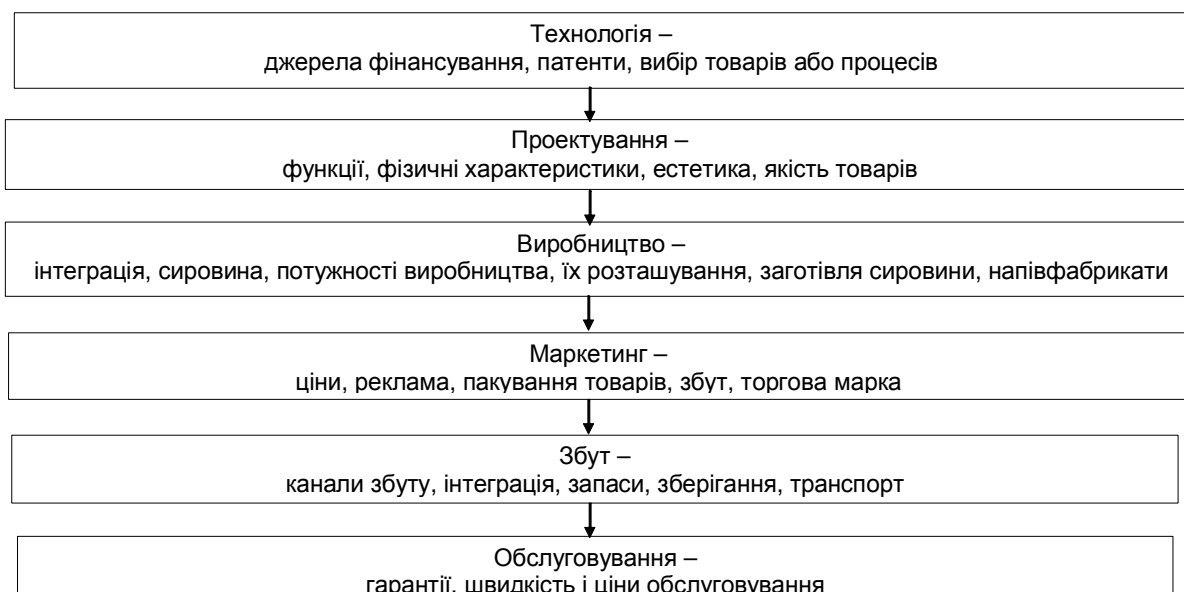 Технологія –
джерела фінансування, патенти, вибір товарів або процесів
Проектування –
функції, фізичні характеристики, естетика, якість товарів
Виробництво –
інтеграція, сировина, потужності виробництва, їх розташування, заготівля сировини, напівфабрикати
Маркетинг –
ціни, реклама, пакування товарів, збут, торгова марка
Збут –
канали збуту, інтеграція, запаси, зберігання, транспорт
Обслуговування –
гарантії, швидкість і ціни обслуговування